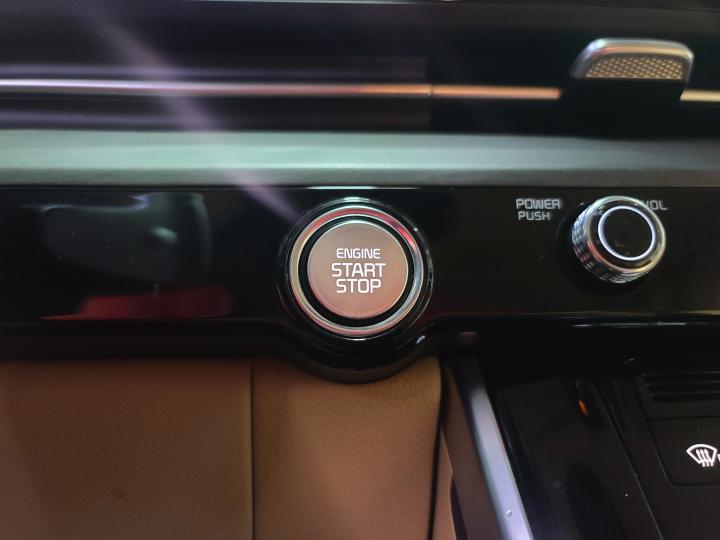 ENGINE
START
STOP
POWER
PUSH
VOL